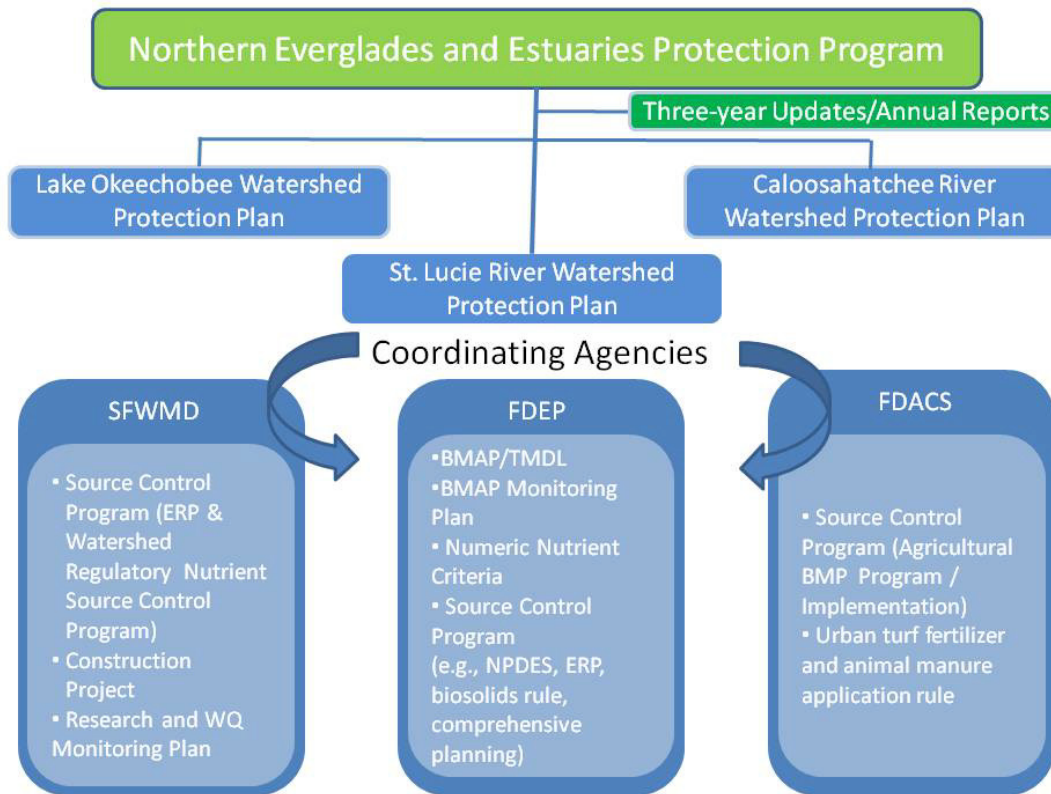 Northern Everglades and Estuaries Protection Program
Three-year Updates/Annual Reports
Lake Okeechobee Watershed
Protection Plan
Caloosahatchee River
Watershed Protection Plan
St. Lucie River Watershed
Protection Plan
Coordinating Agencies
SFWMD
• Source Control
Program (ERP &
Watershed
Regulatory Nutrient
Source Control
Program)
• Construction
Project
• Research and WQ
Monitoring Plan
FDEP
•BMAP/TMDL
•BMAP Monitoring
Plan
• Numeric Nutrient
Criteria
• Source Control
Program
(e.g., NPDES, ERP,
biosolids rule,
comprehensive
planning)
FDACS
• Source Control
Program (Agricultural
BMP Program /
Implementation)
• Urban turf fertilizer
and animal manure
application rule